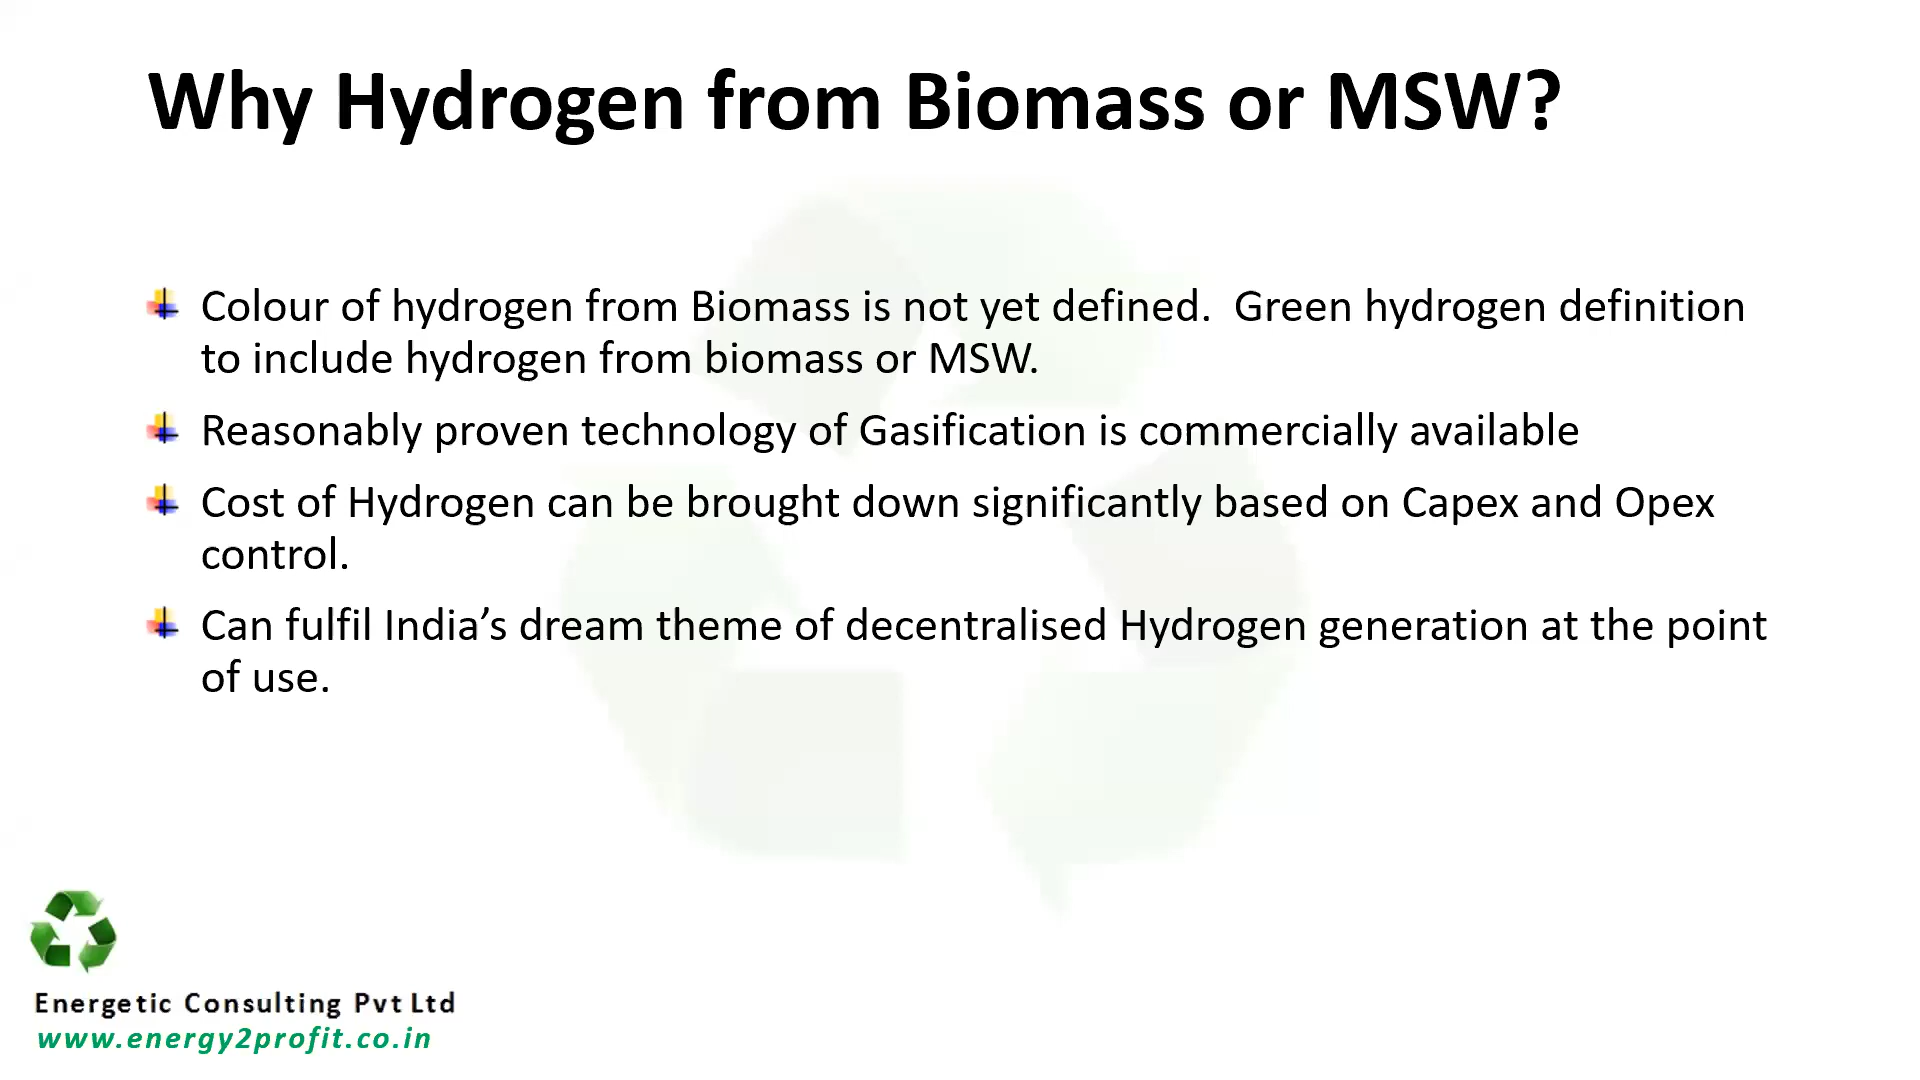 Why Hydrogen from Biomass or MSW?
Colour of hydrogen from Biomass is not yet defined.  Green hydrogen definition
to include hydrogen from biomass or MSW.
Reasonably proven technology of Gasification is commercially available
Cost of Hydrogen can be brought down significantly based on Capex and Opex
control.
Can fulfil India’s dream theme of decentralised Hydrogen generation at the point
of use.
Energetic Consulting Pvt Ltd
www.energy2profit.co.in